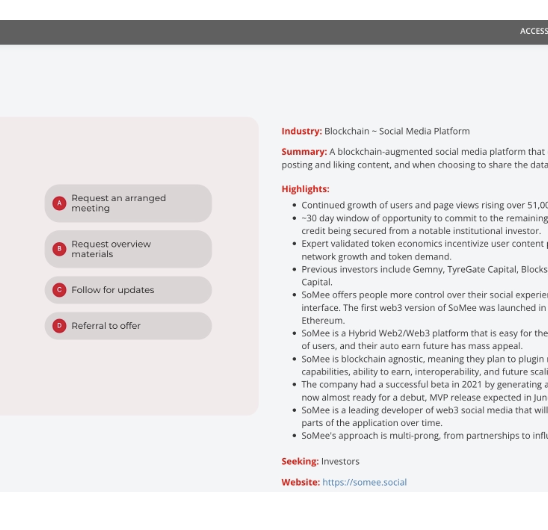 ACCESS
A Request an arranged
meeting
B Request overview
materials
C Follow for updates
D Referral to offer
Industry: Blockchain ~ Social Media Platform
Summary: A blockchain-augmented social media platform that
posting and liking content, and when choosing to share the data
Highlights:
• Continued growth of users and page views rising over 51,00
• ~30 day window of opportunity to commit to the remaining
credit being secured from a notable institutional investor.
• Expert validated token economics incentivize user content
network growth and token demand.
• Previous investors include Gemny, TyreGate Capital, Blocks
Capital.
• SoMee offers people more control over their social experie
interface. The first web3 version of SoMee was launched in
Ethereum.
• SoMee is a Hybrid Web2/Web3 platform that is easy for the
of users, and their auto earn future has mass appeal.
• SoMee is blockchain agnostic, meaning they plan to plugin
capabilities, ability to earn, interoperability, and future scali
• The company had a successful beta in 2021 by generating a
now almost ready for a debut, MVP release expected in Jun
• SoMee is a leading developer of web3 social media that will
parts of the application over time.
• SoMee's approach is multi-prong, from partnerships to influ
Seeking: Investors
Website: https://somee.social